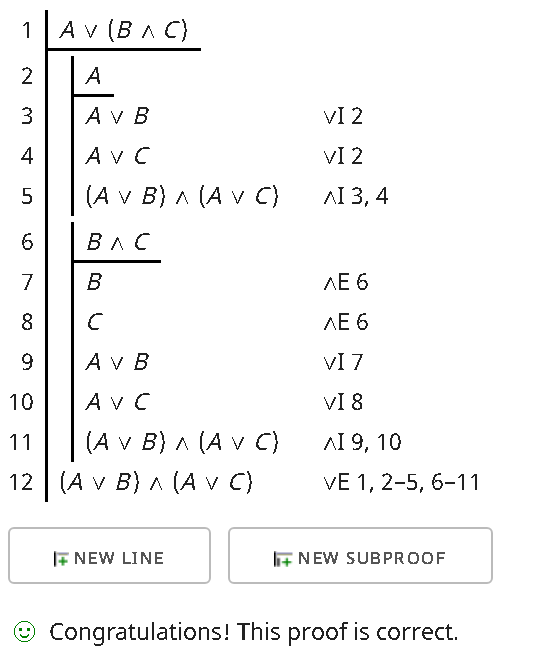 1 A ∨ (B ∧ C)
2 A
3 A ∨ B ∨I 2
4 A ∨ C ∨I 2
5 (A ∨ B) ∧ (A ∨ C) ∧I 3, 4
6 B ∧ C
7 B ∧E 6
8 C ∧E 6
9 A ∨ B ∨I 7
10 A ∨ C ∨I 8
11 (A ∨ B) ∧ (A ∨ C) ∧I 9, 10
12 (A ∨ B) ∧ (A ∨ C) ∨E 1, 2–5, 6–11
NEW LINE NEW SUBPROOF
Congratulations! This proof is correct.